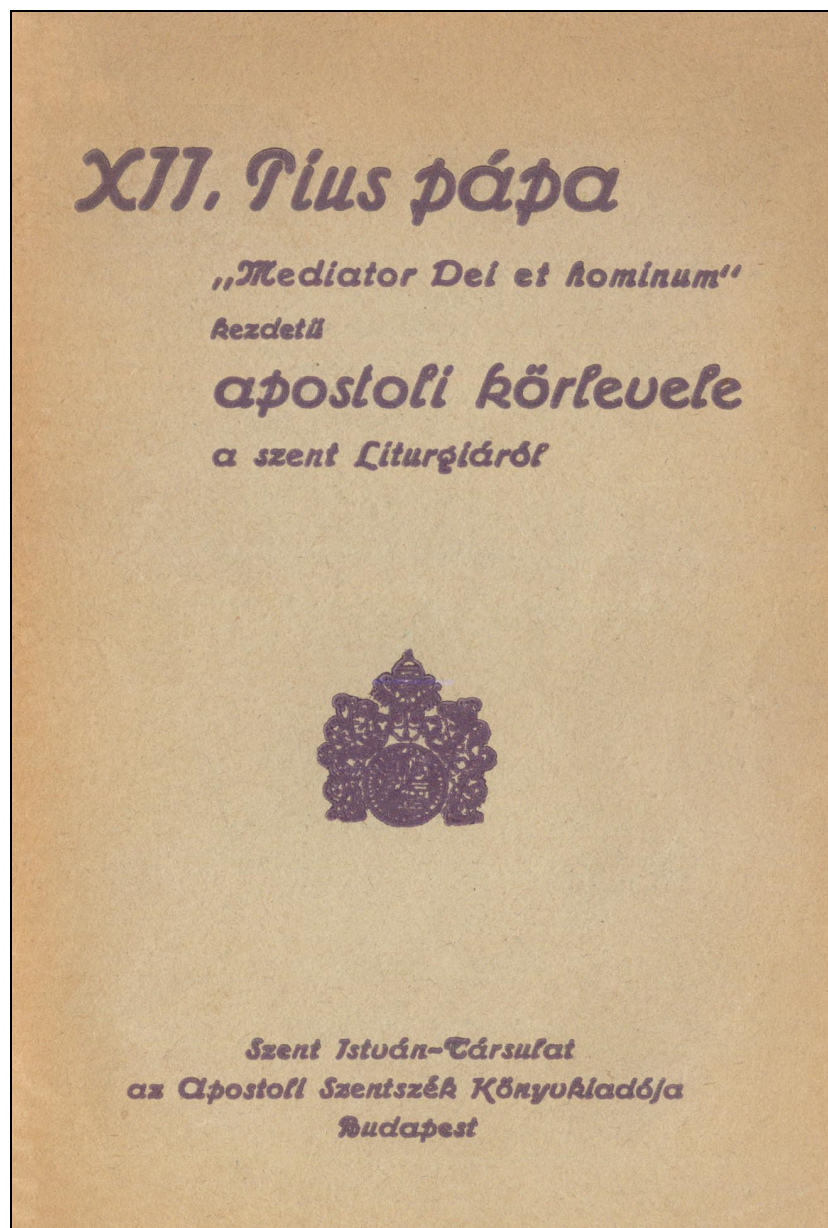 XII. Pius pápa
„Mediator Dei et hominum“
kezdetű
apostoli körlevele
a szent Liturgiáról
Szent István-Társulat
az Apostoli Szentszék Könyvkiadója
Budapest